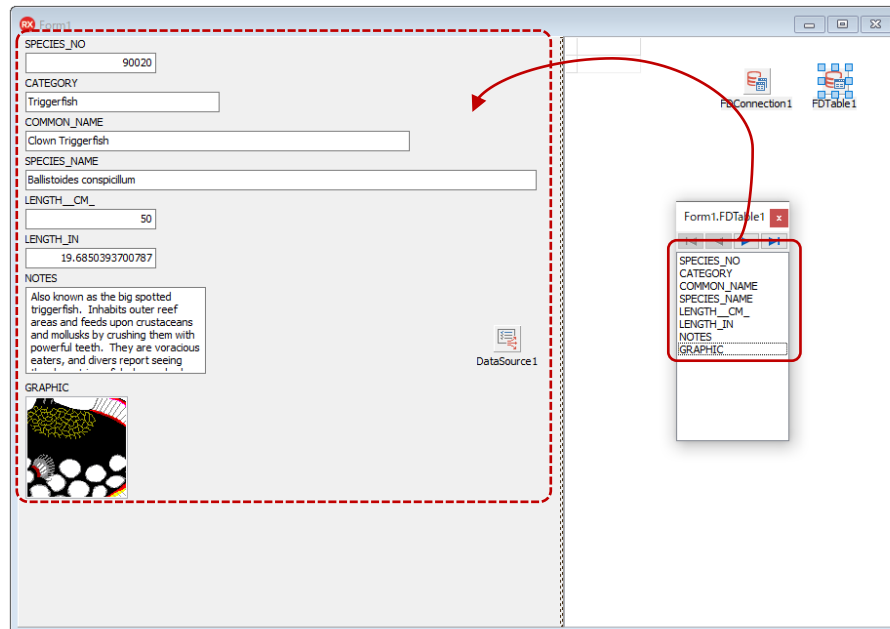 RX Form1
SPECIES_NO
90020
CATEGORY
Triggerfish
COMMON_NAME
Clown Triggerfish
SPECIES_NAME
Ballistoides conspicillum
LENGTH__CM_
50
LENGTH_IN
19.6850393700787
NOTES
Also known as the big spotted
triggerfish. Inhabits outer reef
areas and feeds upon crustaceans
and mollusks by crushing them with
powerful teeth. They are voracious
eaters, and divers report seeing
DataSource1
GRAPHIC
FDConnection1
FDTable1
Form1.FDTable1
SPECIES_NO
CATEGORY
COMMON_NAME
SPECIES_NAME
LENGTH__CM_
LENGTH_IN
NOTES
GRAPHIC